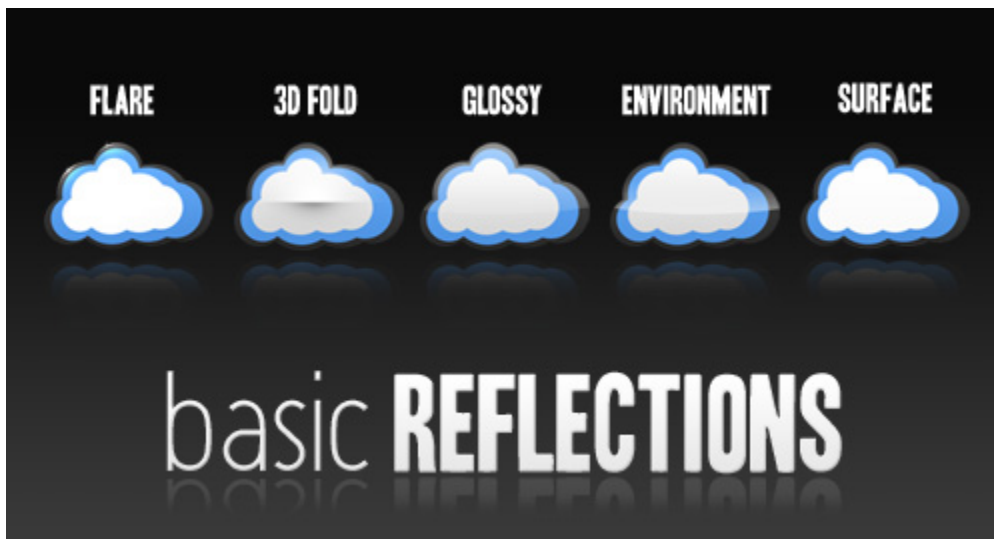 FLARE 3D FOLD GLOSSY ENVIRONMENT SURFACE
basic REFLECTIONS